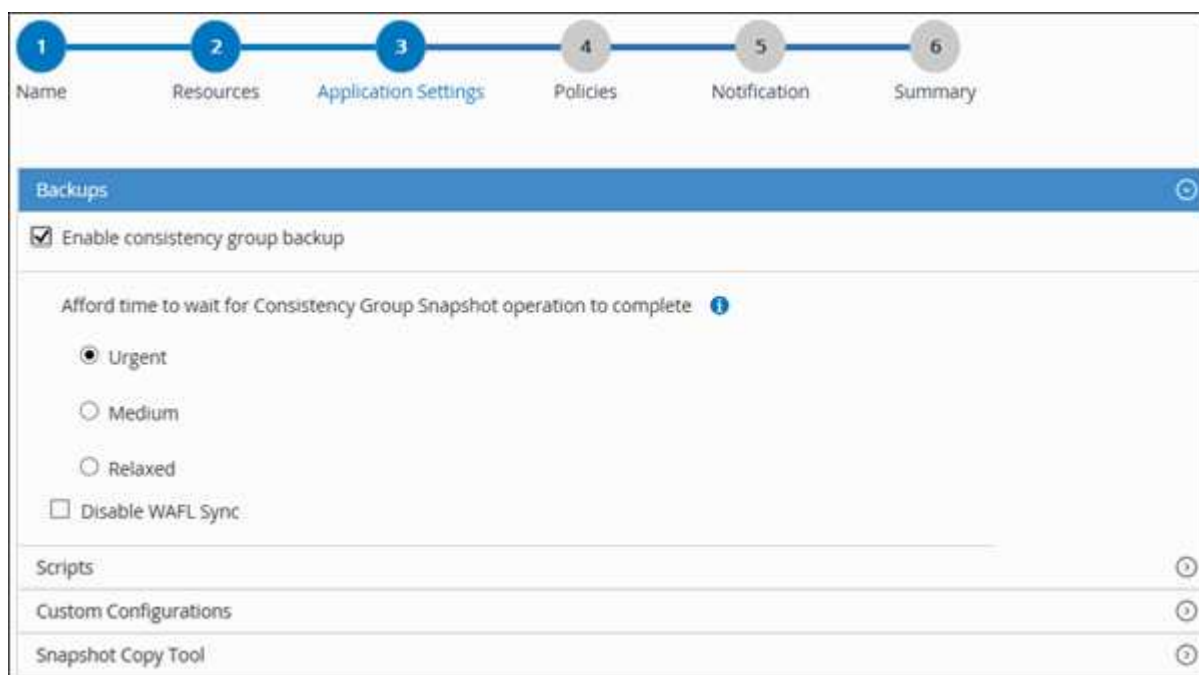 1 2 3 4 5 6
Name Resources Application Settings Policies Notification Summary
Backups
Enable consistency group backup
Afford time to wait for Consistency Group Snapshot operation to complete i
Urgent
Medium
Relaxed
Disable WAFL Sync
Scripts
Custom Configurations
Snapshot Copy Tool